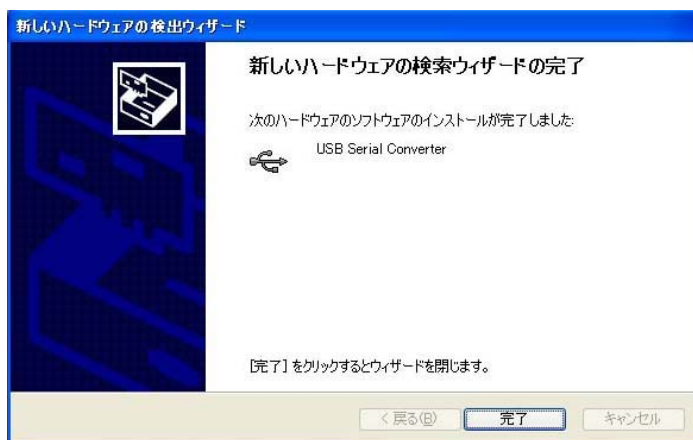 新しいハードウェアの検出ウィザード
新しいハードウェアの検索ウィザードの完了
次のハードウェアのソフトウェアのインストールが完了しました:
USB Serial Converter
[完了] をクリックするとウィザードを閉じます。
< 戻る(B) 完了 キャンセル